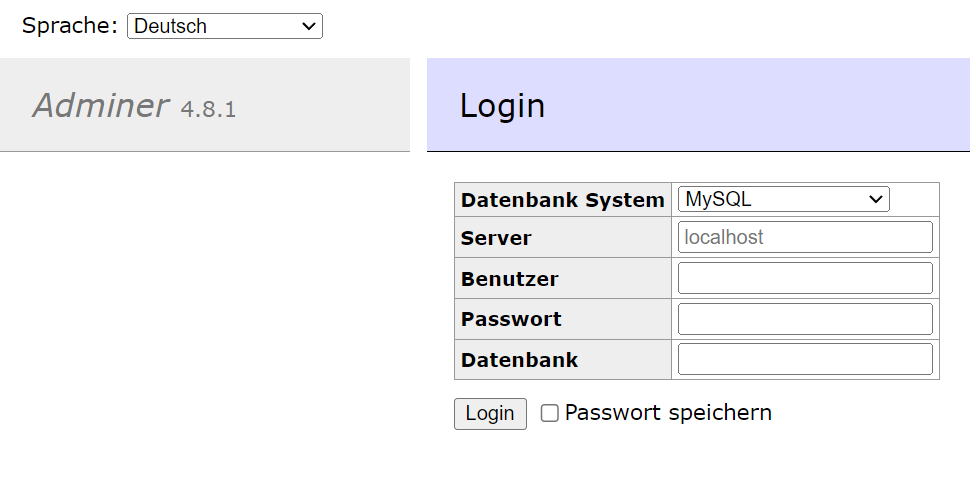 Sprache: Deutsch
Adminer 4.8.1
Login
Datenbank System MySQL
Server localhost
Benutzer
Passwort
Datenbank
Login Passwort speichern